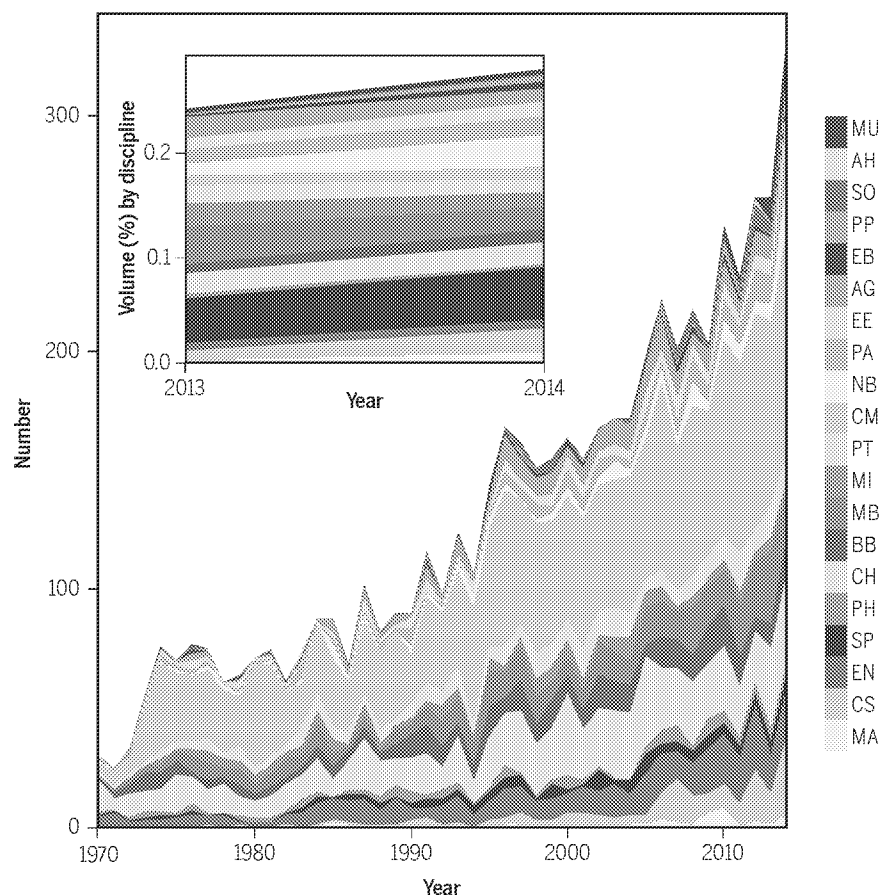 300
200
100
0
Number
1970
1980
1990
2000
2010
Year
Volume (%) by discipline
0.2
0.1
0.0
2013
2014
Year
MU
AH
SO
PP
EB
AG
EE
PA
NB
CM
PT
MI
MB
BB
CH
PH
SP
EN
CS
MA